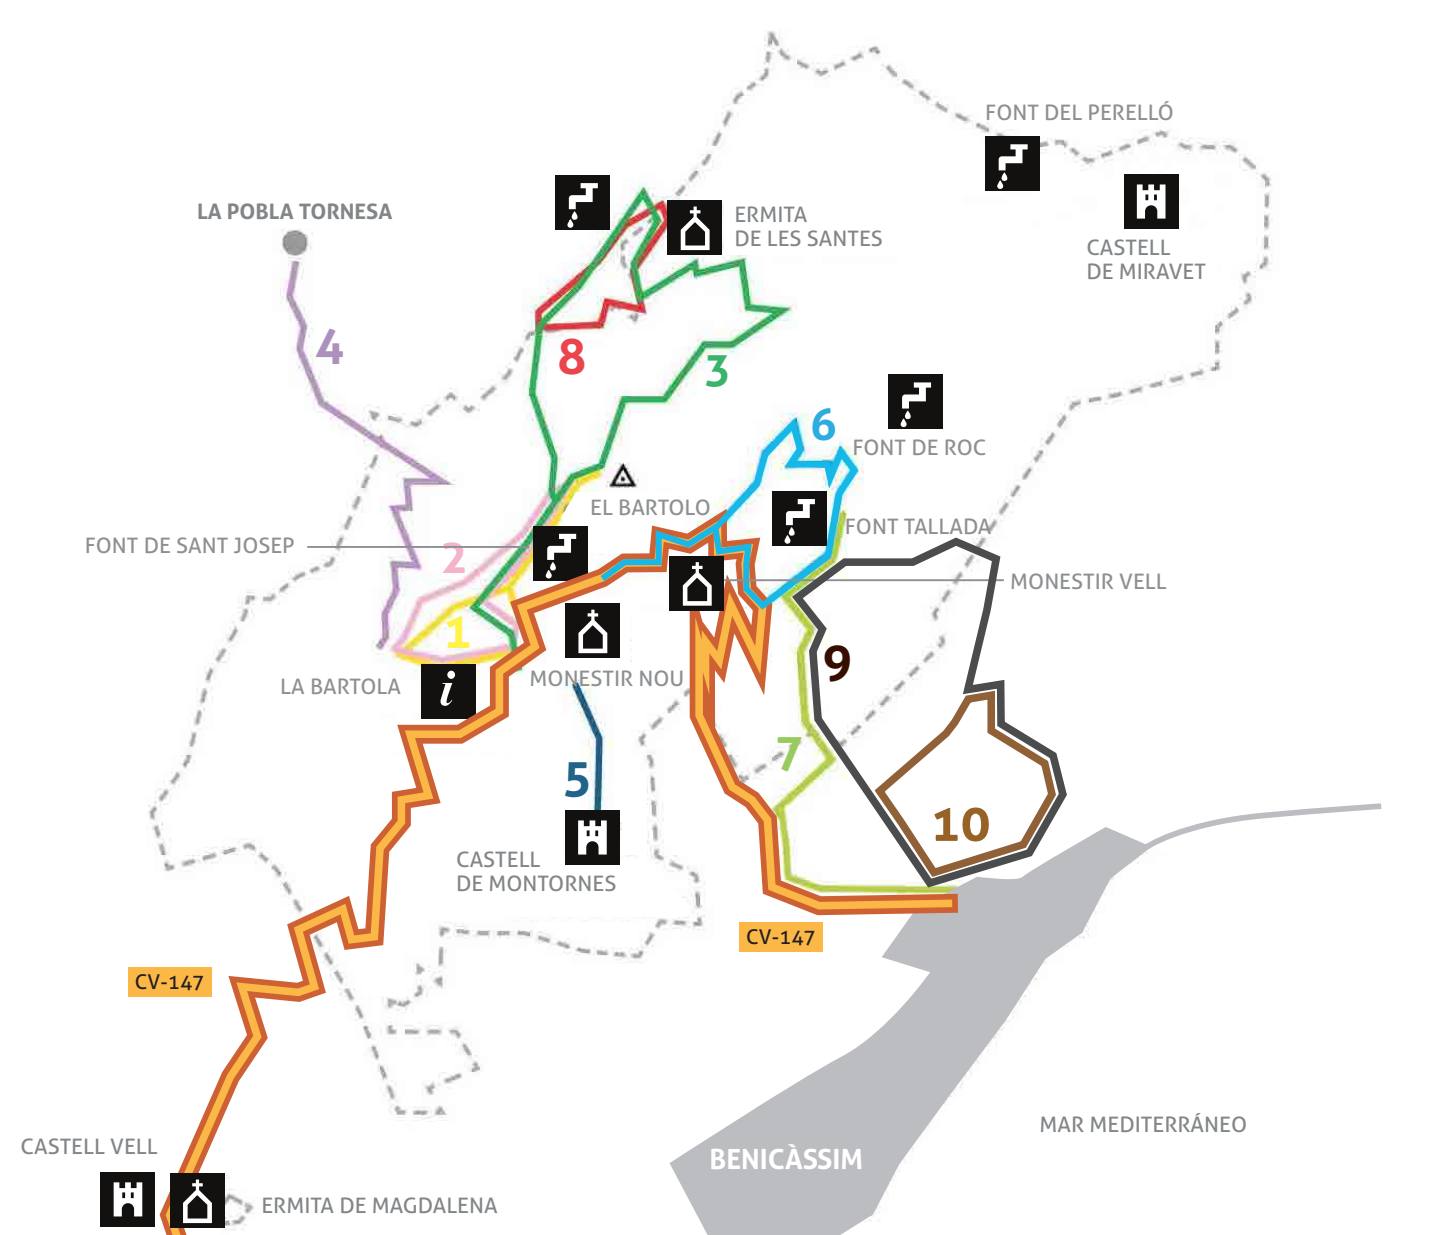 FONT DEL PERELLÓ
LA POBLA TORNESA
ERMITA
DE LES SANTES
CASTELL
DE MIRAVET
4
8
3
6
FONT DE ROC
EL BARTOLO
FONT TALLADA
FONT DE SANT JOSEP
2
MONESTIR VELL
1
9
LA BARTOLA
i
MONESTIR NOU
7
5
10
CASTELL
DE MONTORNES
CV-147
CV-147
MAR MEDITERRÁNEO
CASTELL VELL
BENICÀSSIM
ERMITA DE MAGDALENA